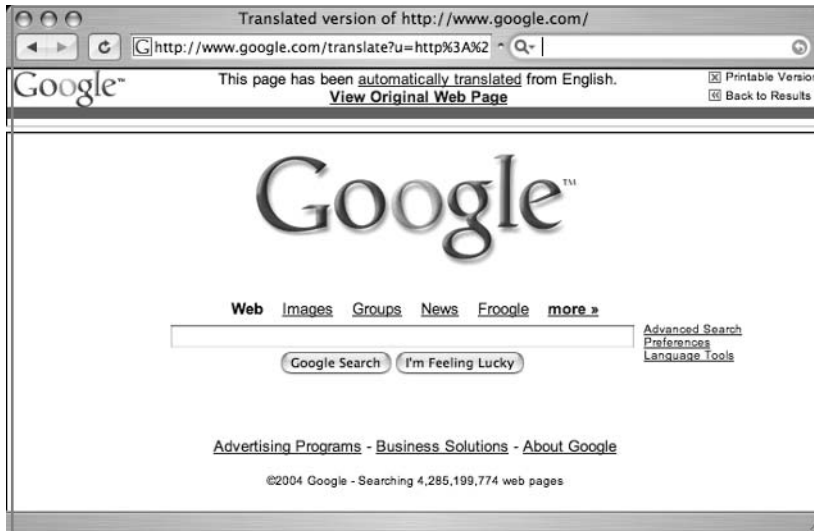 Translated version of http://www.google.com/
G http://www.google.com/translate?u=http%3A%2
Google™ This page has been automatically translated from English. Printable Version
View Original Web Page Back to Results
Google™
Web Images Groups News Froogle more »
Advanced Search
Preferences
Language Tools
Google Search I'm Feeling Lucky
Advertising Programs - Business Solutions - About Google
©2004 Google - Searching 4,285,199,774 web pages